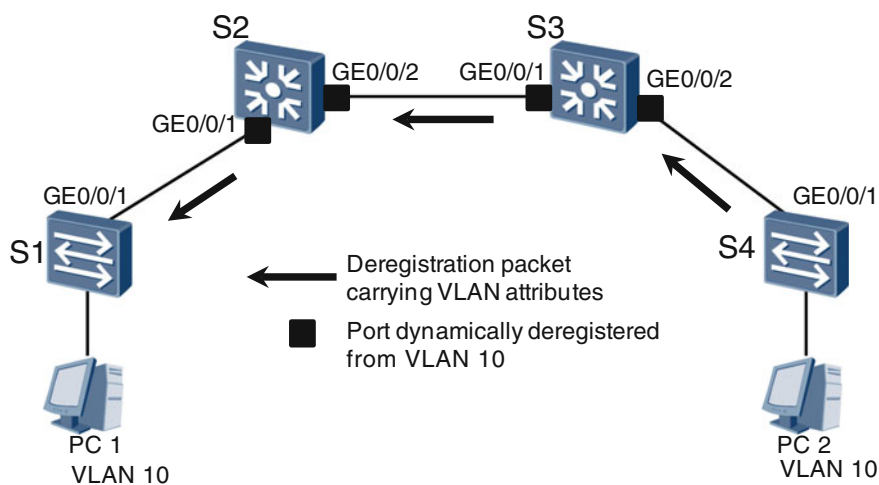 S2
S3
GE0/0/2
GE0/0/1
GE0/0/2
GE0/0/1
GE0/0/1
GE0/0/1
S1
S4
Deregistration packet
carrying VLAN attributes
Port dynamically deregistered
from VLAN 10
PC 1
VLAN 10
PC 2
VLAN 10